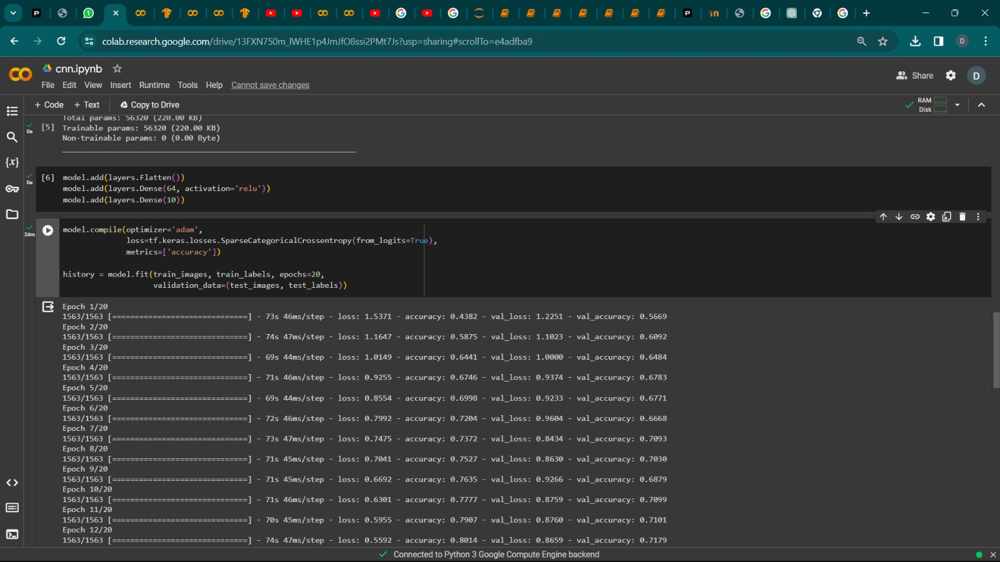 colab.research.google.com/drive/13FXN750m_lWHE1p4JmJfO8ssi2PMt7Js?usp=sharing#scrollTo=e4adfba9
D
cnn.ipynb
Share
D
File Edit View Insert Runtime Tools Help Cannot save changes
+ Code + Text Copy to Drive
RAM
Disk
Total params: 56320 (220.00 KB)
[5] Trainable params: 56320 (220.00 KB)
0s
Non-trainable params: 0 (0.00 Byte)
[6] model.add(layers.Flatten())
0s
model.add(layers.Dense(64, activation='relu'))
model.add(layers.Dense(10))
24m
model.compile(optimizer='adam',
loss=tf.keras.losses.SparseCategoricalCrossentropy(from_logits=True),
metrics=['accuracy'])
history = model.fit(train_images, train_labels, epochs=20,
validation_data=(test_images, test_labels))
Epoch 1/20
1563/1563 [==============================] - 73s 46ms/step - loss: 1.5371 - accuracy: 0.4382 - val_loss: 1.2251 - val_accuracy: 0.5669
Epoch 2/20
1563/1563 [==============================] - 74s 47ms/step - loss: 1.1647 - accuracy: 0.5875 - val_loss: 1.1023 - val_accuracy: 0.6092
Epoch 3/20
1563/1563 [==============================] - 69s 44ms/step - loss: 1.0149 - accuracy: 0.6441 - val_loss: 1.0000 - val_accuracy: 0.6484
Epoch 4/20
1563/1563 [==============================] - 71s 46ms/step - loss: 0.9255 - accuracy: 0.6746 - val_loss: 0.9374 - val_accuracy: 0.6783
Epoch 5/20
1563/1563 [==============================] - 69s 44ms/step - loss: 0.8554 - accuracy: 0.6998 - val_loss: 0.9233 - val_accuracy: 0.6771
Epoch 6/20
1563/1563 [==============================] - 72s 46ms/step - loss: 0.7992 - accuracy: 0.7204 - val_loss: 0.9604 - val_accuracy: 0.6668
Epoch 7/20
1563/1563 [==============================] - 73s 47ms/step - loss: 0.7475 - accuracy: 0.7372 - val_loss: 0.8434 - val_accuracy: 0.7093
Epoch 8/20
1563/1563 [==============================] - 71s 45ms/step - loss: 0.7041 - accuracy: 0.7527 - val_loss: 0.8630 - val_accuracy: 0.7030
Epoch 9/20
1563/1563 [==============================] - 71s 45ms/step - loss: 0.6692 - accuracy: 0.7635 - val_loss: 0.9266 - val_accuracy: 0.6879
Epoch 10/20
1563/1563 [==============================] - 71s 46ms/step - loss: 0.6301 - accuracy: 0.7777 - val_loss: 0.8759 - val_accuracy: 0.7099
Epoch 11/20
1563/1563 [==============================] - 70s 45ms/step - loss: 0.5955 - accuracy: 0.7907 - val_loss: 0.8760 - val_accuracy: 0.7101
Epoch 12/20
1563/1563 [==============================] - 74s 47ms/step - loss: 0.5592 - accuracy: 0.8014 - val_loss: 0.8659 - val_accuracy: 0.7179
Connected to Python 3 Google Compute Engine backend